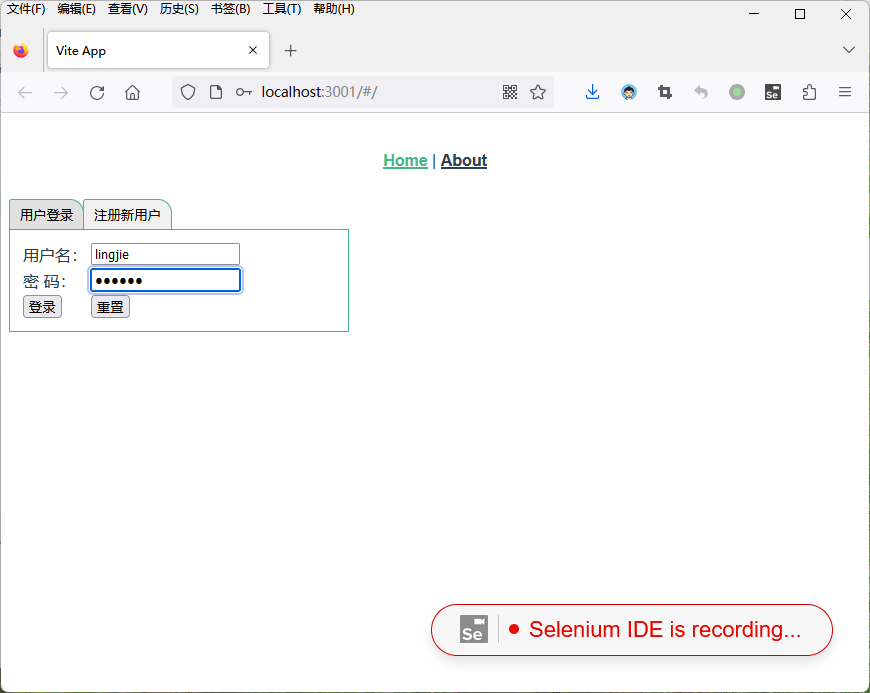 文件(F) 编辑(E) 查看(V) 历史(S) 书签(B) 工具(T) 帮助(H)
Vite App
localhost:3001/#/
Se
Home | About
用户登录 注册新用户
用户名： lingjie
密 码： ●●●●●●
登录 重置
Se Selenium IDE is recording...